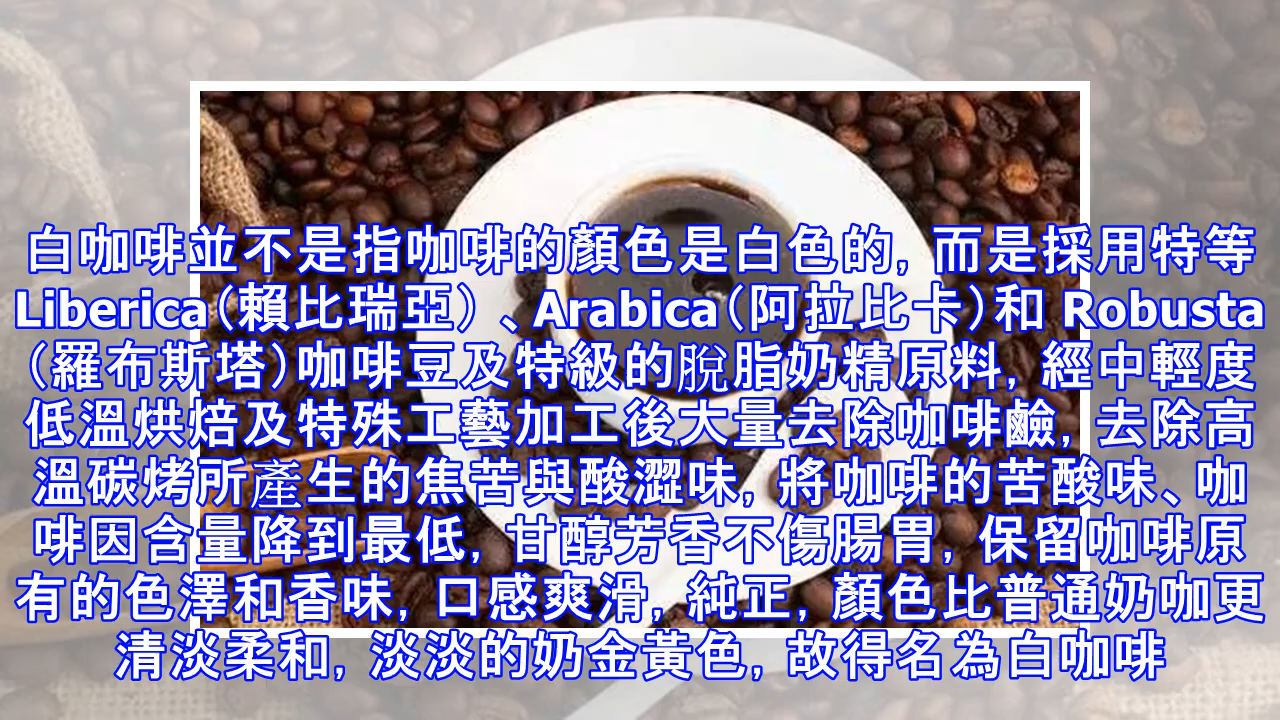 白咖啡並不是指咖啡的顏色是白色的, 而是採用特等
Liberica(賴比瑞亞) 、Arabica(阿拉比卡)和 Robusta
(羅布斯塔)咖啡豆及特級的脫脂奶精原料, 經中輕度
低溫烘焙及特殊工藝加工後大量去除咖啡鹼, 去除高
溫碳烤所產生的焦苦與酸澀味, 將咖啡的苦酸味、咖
啡因含量降到最低, 甘醇芳香不傷腸胃, 保留咖啡原
有的色澤和香味, 口感爽滑, 純正, 顏色比普通奶咖更
清淡柔和, 淡淡的奶金黃色, 故得名為白咖啡